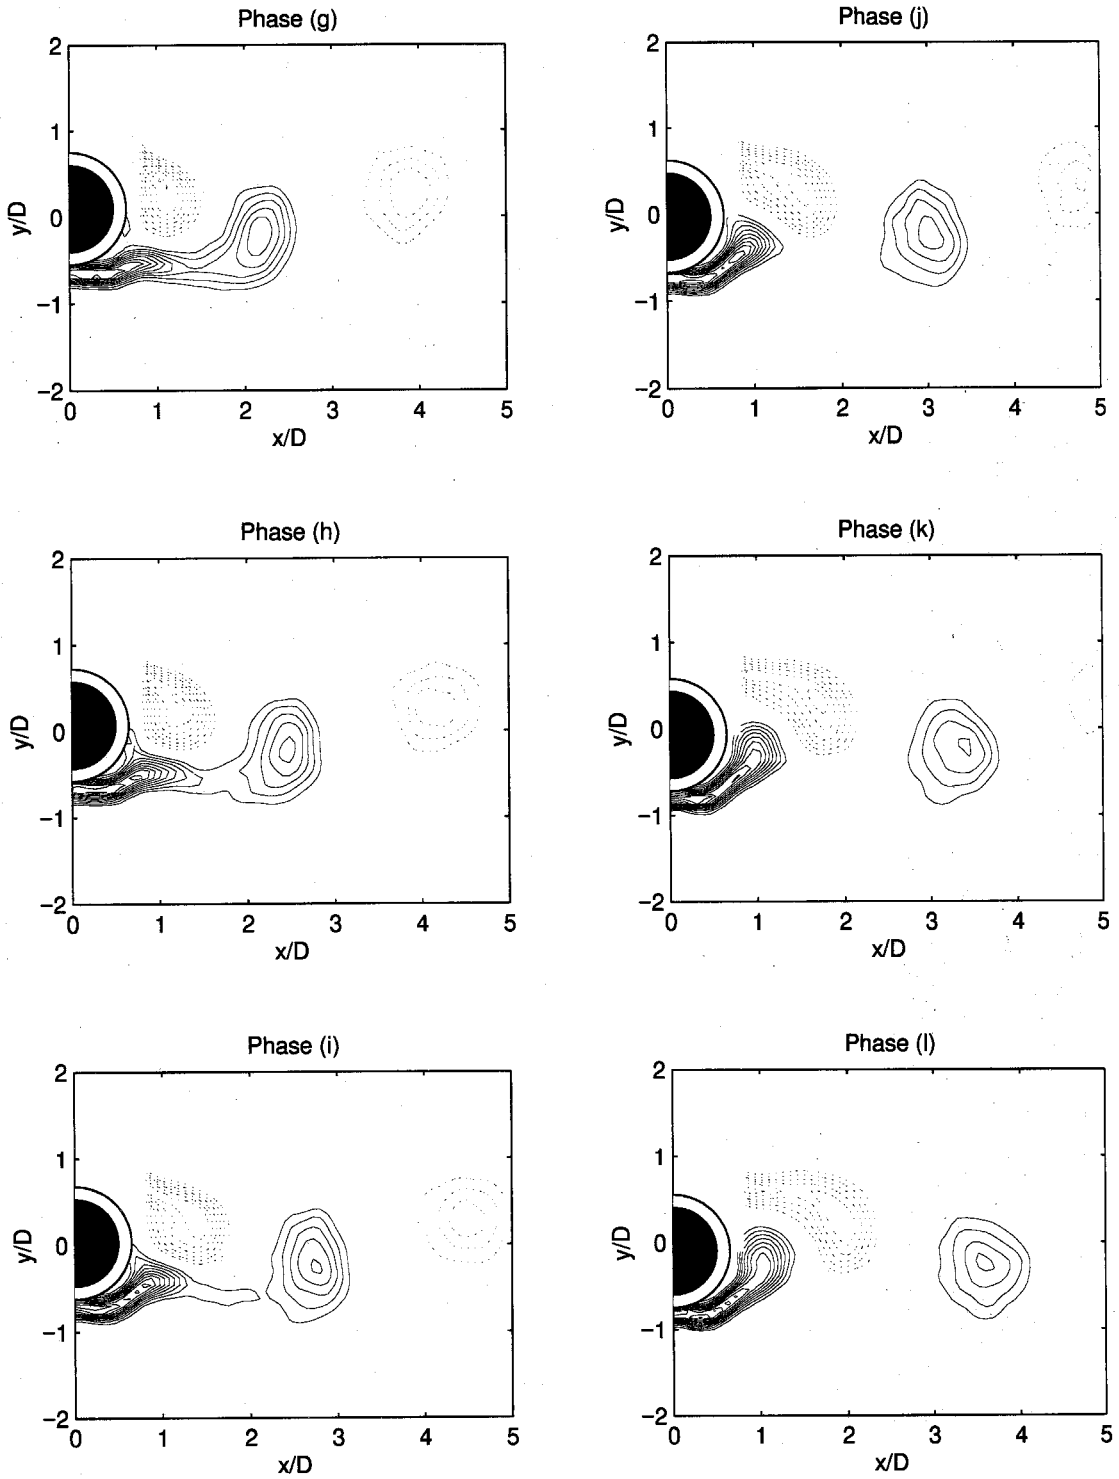 Phase (g)
2
1
0
−1
−2
y/D
0 1 2 3 4 5
x/D
Phase (j)
2
1
0
−1
−2
y/D
0 1 2 3 4 5
x/D
Phase (h)
2
1
0
−1
−2
y/D
0 1 2 3 4 5
x/D
Phase (k)
2
1
0
−1
−2
y/D
0 1 2 3 4 5
x/D
Phase (i)
2
1
0
−1
−2
y/D
0 1 2 3 4 5
x/D
Phase (l)
2
1
0
−1
−2
y/D
0 1 2 3 4 5
x/D